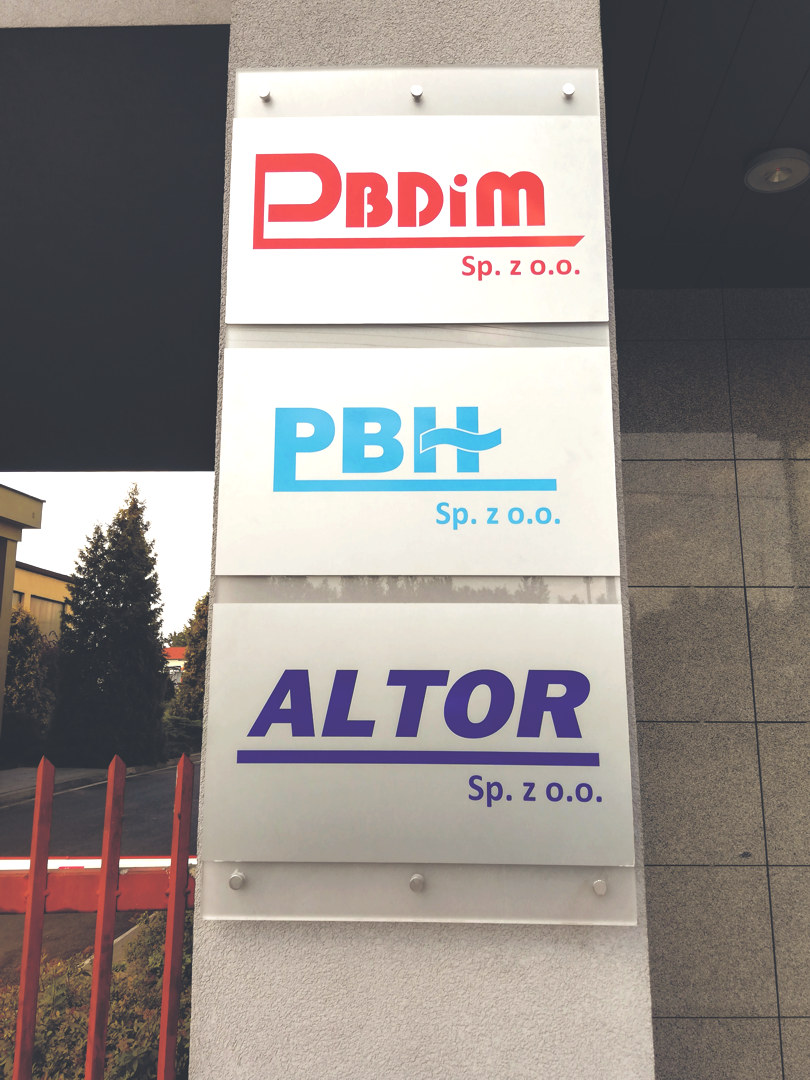 PBDiM
Sp. z o.o.
PBH
Sp. z o.o.
ALTOR
Sp. z o.o.